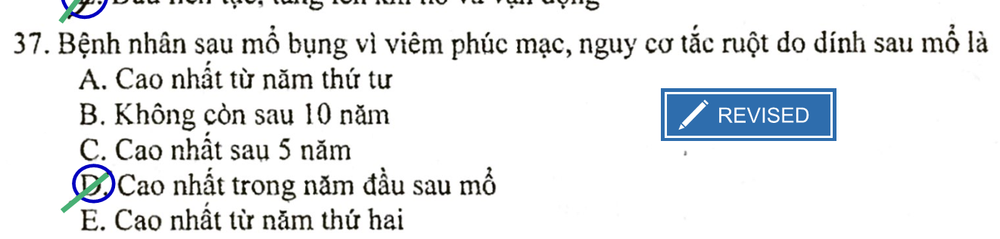 37. Bệnh nhân sau mổ bụng vì viêm phúc mạc, nguy cơ tắc ruột do dính sau mổ là
A. Cao nhất từ năm thứ tư
B. Không còn sau 10 năm
REVISED
C. Cao nhất sau 5 năm
D. Cao nhất trong năm đầu sau mổ
E. Cao nhất từ năm thứ hai